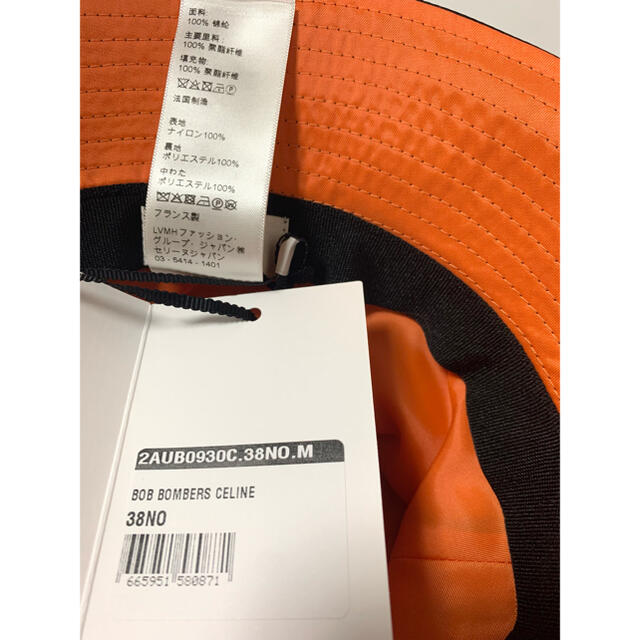 面料
100% 锦纶
主要里料
100% 聚脂纤维
填充物
100% 聚脂纤维
法国制造
表地
ナイロン100%
裏地
ポリエステル100%
中わた
ポリエステル100%
フランス製
LVMHファッション・
グループ・ジャパン㈱
セリーヌジャパン
03-5414-1401
2AUB0930C.38NO.M
BOB BOMBERS CELINE
38NO
665951 580871